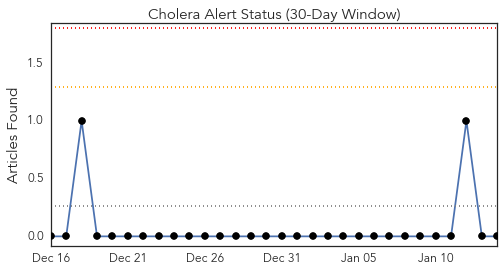 Cholera Alert Status (30-Day Window)
Articles Found
1.5
1.0
0.5
0.0
Dec 16 Dec 21 Dec 26 Dec 31 Jan 05 Jan 10